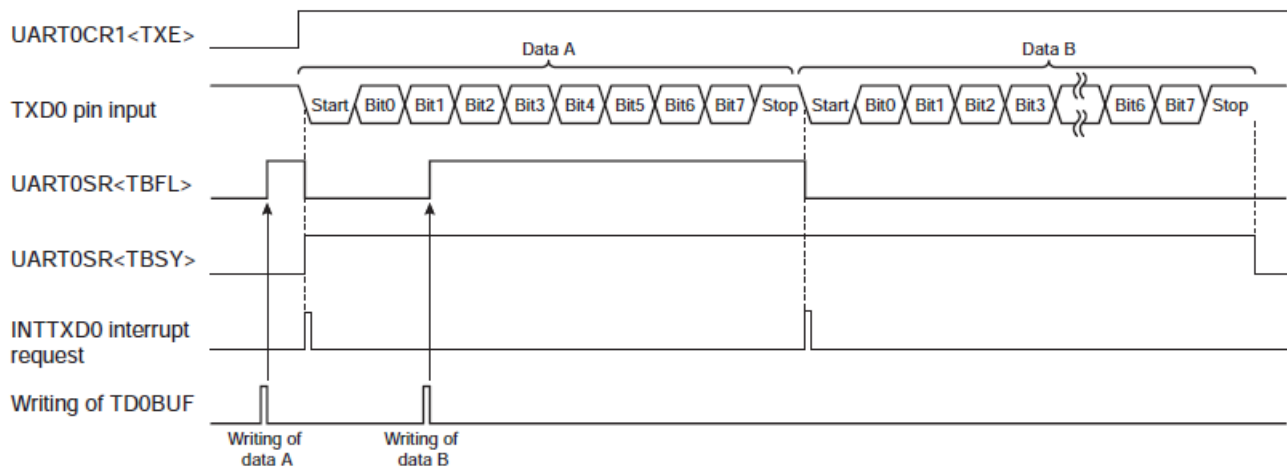 UART0CR1<TXE>
Data A
Data B
TXD0 pin input
Start Bit0 Bit1 Bit2 Bit3 Bit4 Bit5 Bit6 Bit7 Stop Start Bit0 Bit1 Bit2 Bit3 Bit6 Bit7 Stop
UART0SR<TBFL>
UART0SR<TBSY>
INTTXD0 interrupt
request
Writing of TD0BUF
Writing of
data A
Writing of
data B